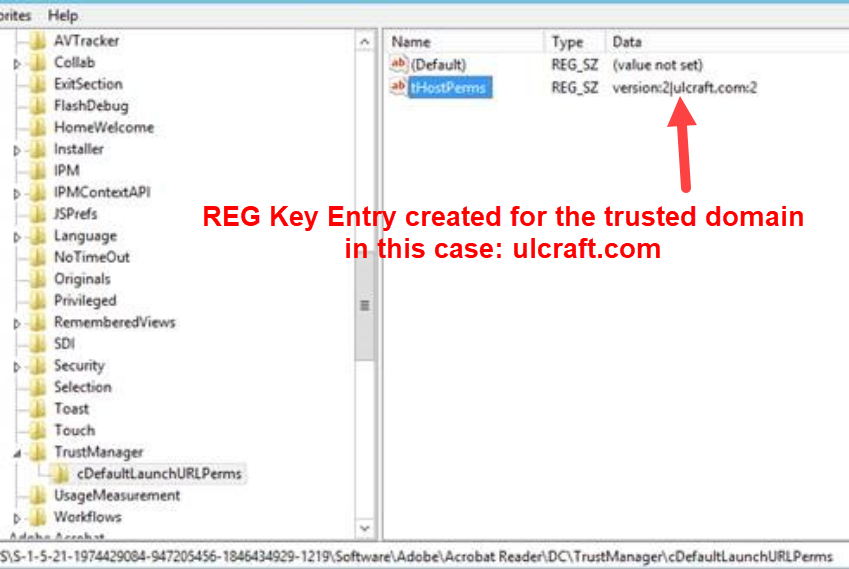 orites Help
AVTracker
Collab
ExitSection
FlashDebug
HomeWelcome
Installer
IPM
IPMContextAPI
JSPrefs
Language
NoTimeOut
Originals
Privileged
RememberedViews
SDI
Security
Selection
Toast
Touch
TrustManager
cDefaultLaunchURLPerms
UsageMeasurement
Workflows
Adobe Acrobat
Name Type Data
ab (Default) REG_SZ (value not set)
ab tHostPerms REG_SZ version:2|ulcraft.com:2
REG Key Entry created for the trusted domain
in this case: ulcraft.com
S\S-1-5-21-1974429084-947205456-1846434929-1219\Software\Adobe\Acrobat Reader\DC\TrustManager\cDefaultLaunchURLPerms